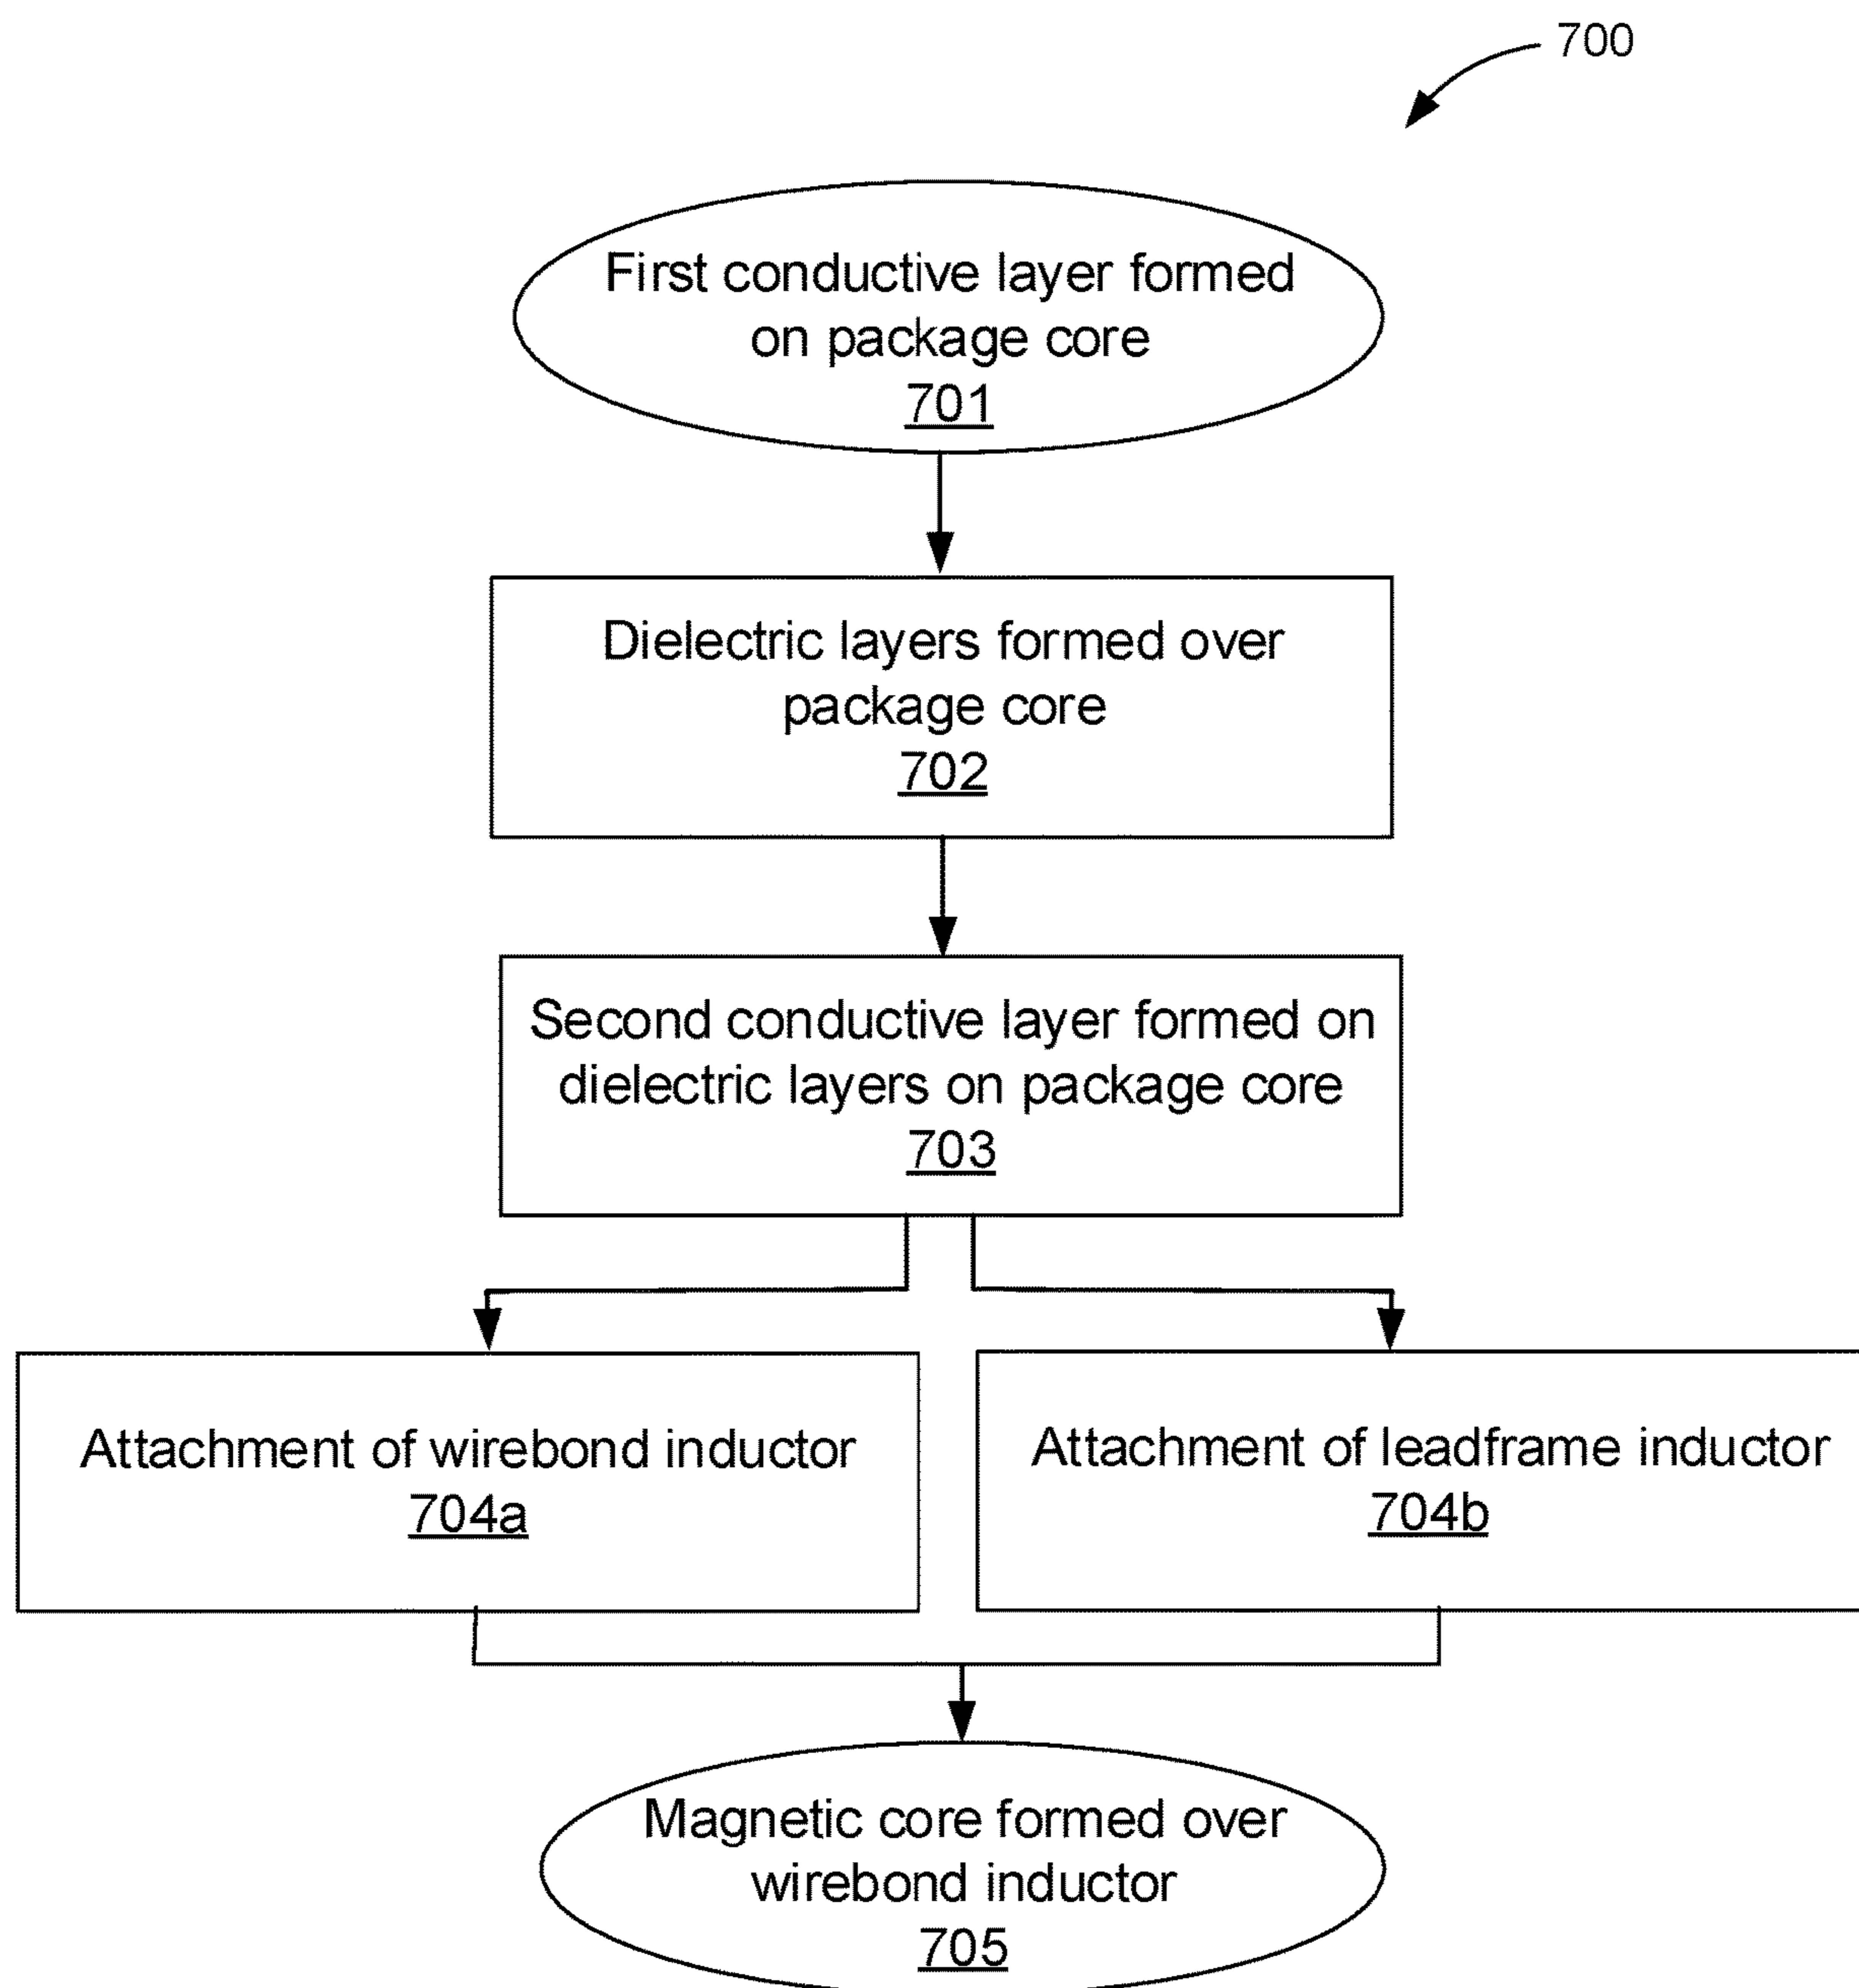 700
First conductive layer formed
on package core
701
Dielectric layers formed over
package core
702
Second conductive layer formed on
dielectric layers on package core
703
Attachment of wirebond inductor
704a
Attachment of leadframe inductor
704b
Magnetic core formed over
wirebond inductor
705